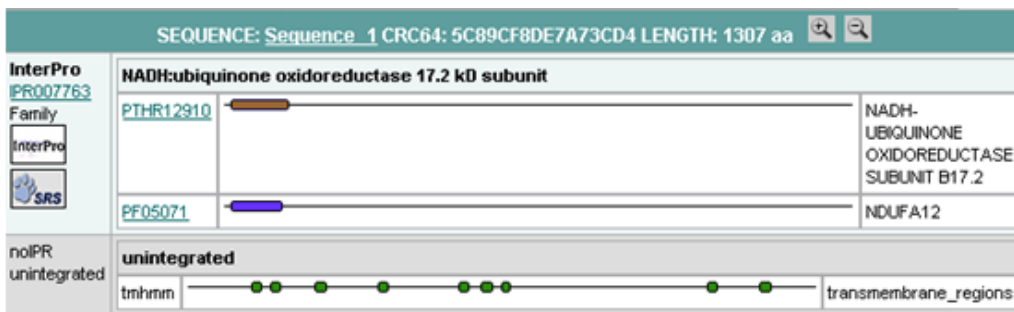 SEQUENCE: Sequence_1 CRC64: 5C89CF8DE7A73CD4 LENGTH: 1307 aa
InterPro
IPR007763
Family
InterPro
SRS
NADH:ubiquinone oxidoreductase 17.2 kD subunit
PTHR12910
NADH-
UBIQUINONE
OXIDOREDUCTASE
SUBUNIT B17.2
PF05071
NDUFA12
noIPR
unintegrated
unintegrated
tmhmm
transmembrane_regions